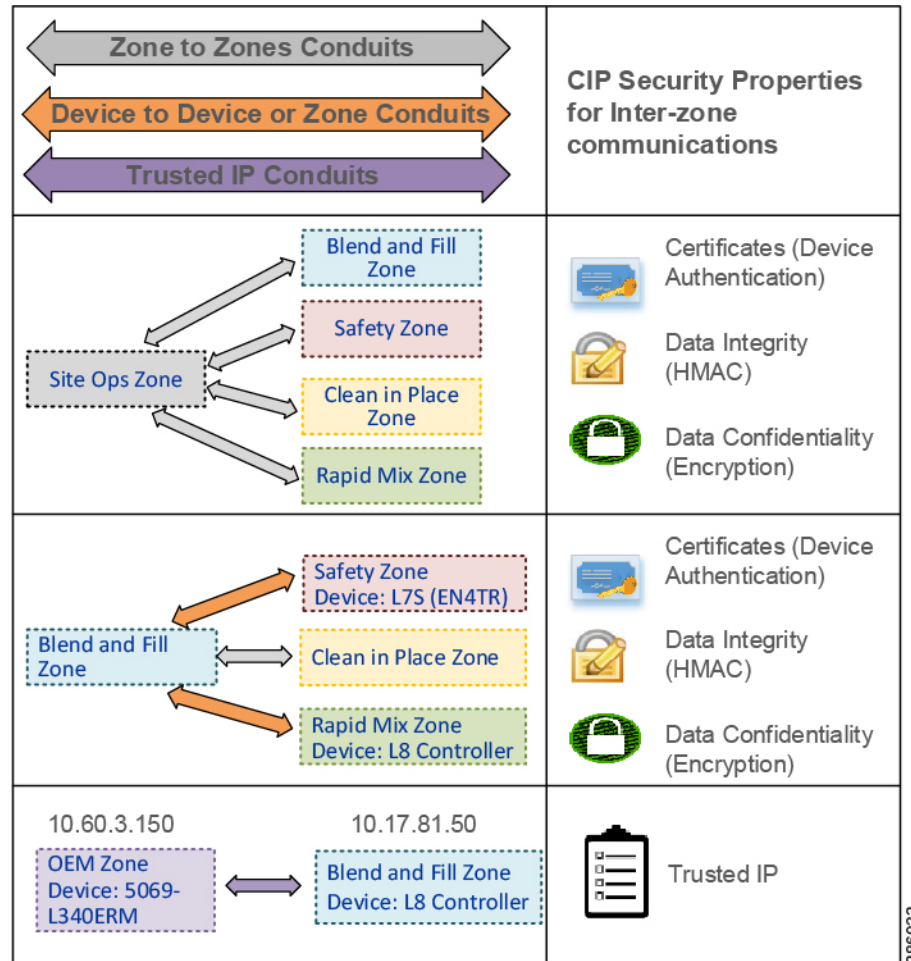 Zone to Zones Conduits
Device to Device or Zone Conduits
Trusted IP Conduits
CIP Security Properties
for Inter-zone
communications
Site Ops Zone
Blend and Fill
Zone
Safety Zone
Clean in Place
Zone
Rapid Mix Zone
Certificates (Device
Authentication)
Data Integrity
(HMAC)
Data Confidentiality
(Encryption)
Blend and Fill
Zone
Safety Zone
Device: L7S (EN4TR)
Clean in Place Zone
Rapid Mix Zone
Device: L8 Controller
Certificates (Device
Authentication)
Data Integrity
(HMAC)
Data Confidentiality
(Encryption)
10.60.3.150
OEM Zone
Device: 5069-
L340ERM
10.17.81.50
Blend and Fill Zone
Device: L8 Controller
Trusted IP